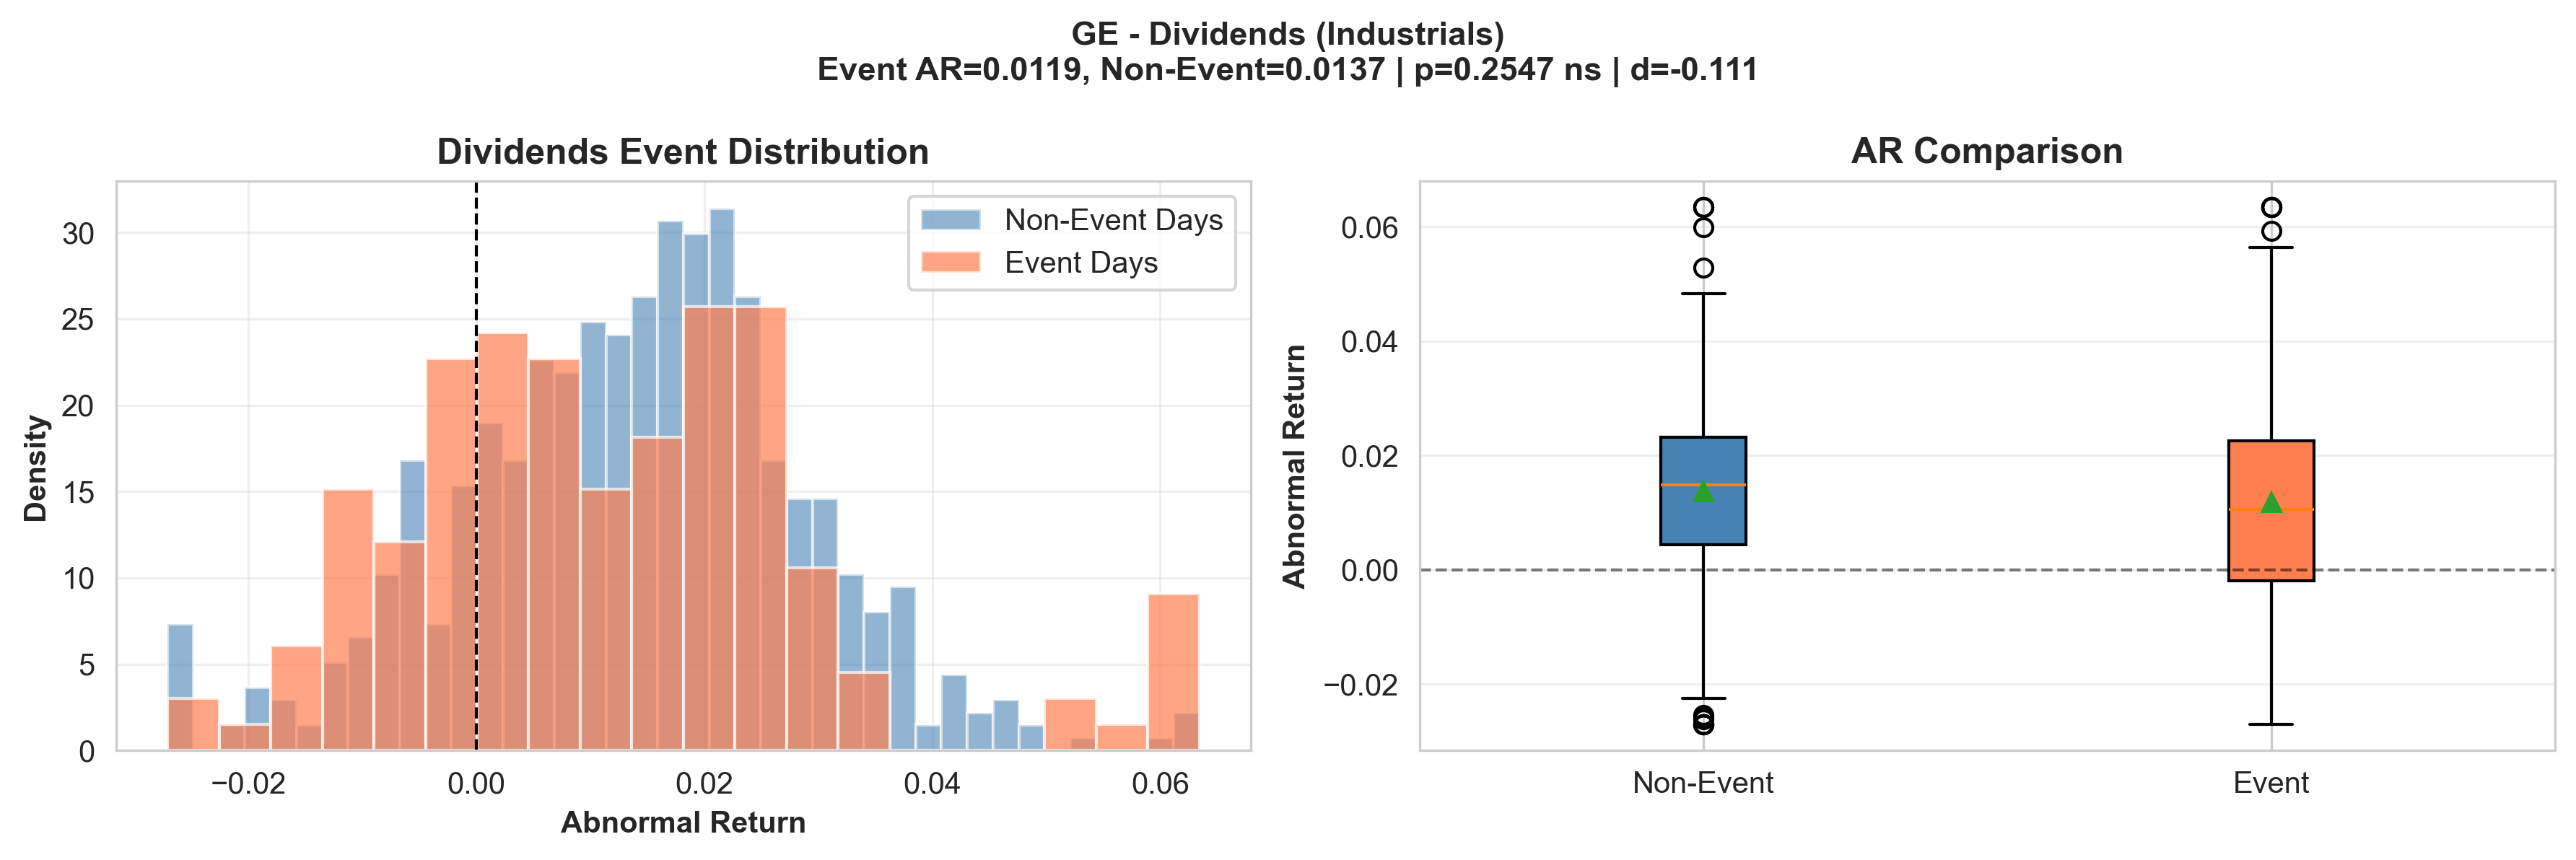 GE - Dividends (Industrials)
Event AR=0.0119, Non-Event=0.0137 | p=0.2547 ns | d=-0.111
Dividends Event Distribution
Density
30
25
20
15
10
5
0
Non-Event Days
Event Days
−0.02
0.00
0.02
0.04
0.06
Abnormal Return
AR Comparison
Abnormal Return
0.06
0.04
0.02
0.00
−0.02
Non-Event
Event